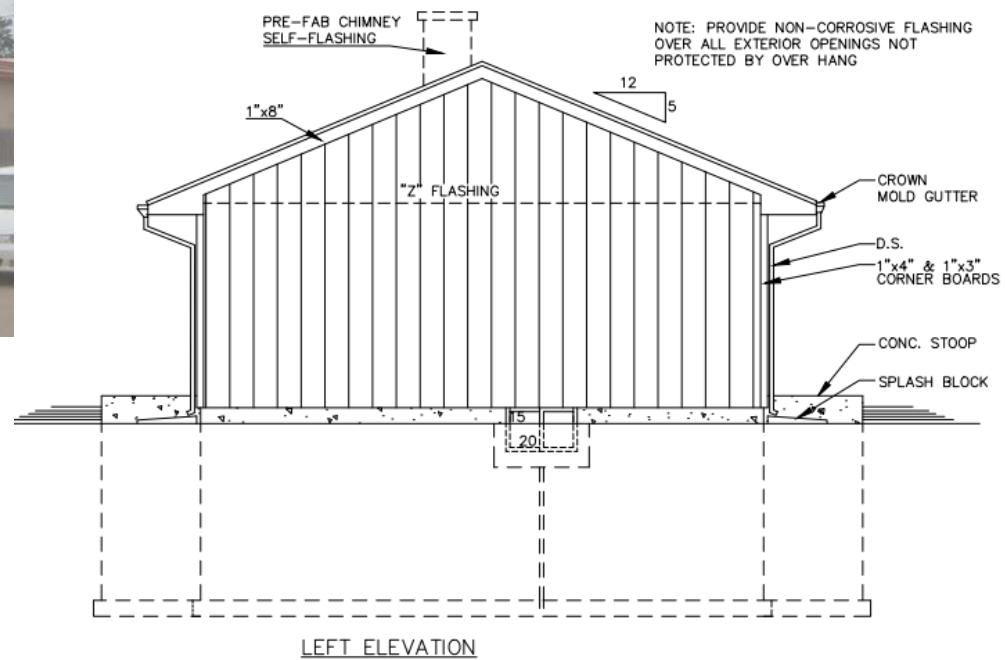 PRE-FAB CHIMNEY
SELF-FLASHING
NOTE: PROVIDE NON-CORROSIVE FLASHING
OVER ALL EXTERIOR OPENINGS NOT
PROTECTED BY OVER HANG
12
5
1"x8"
"Z" FLASHING
CROWN
MOLD GUTTER
D.S.
1"x4" & 1"x3"
CORNER BOARDS
CONC. STOOP
SPLASH BLOCK
15
20
LEFT ELEVATION